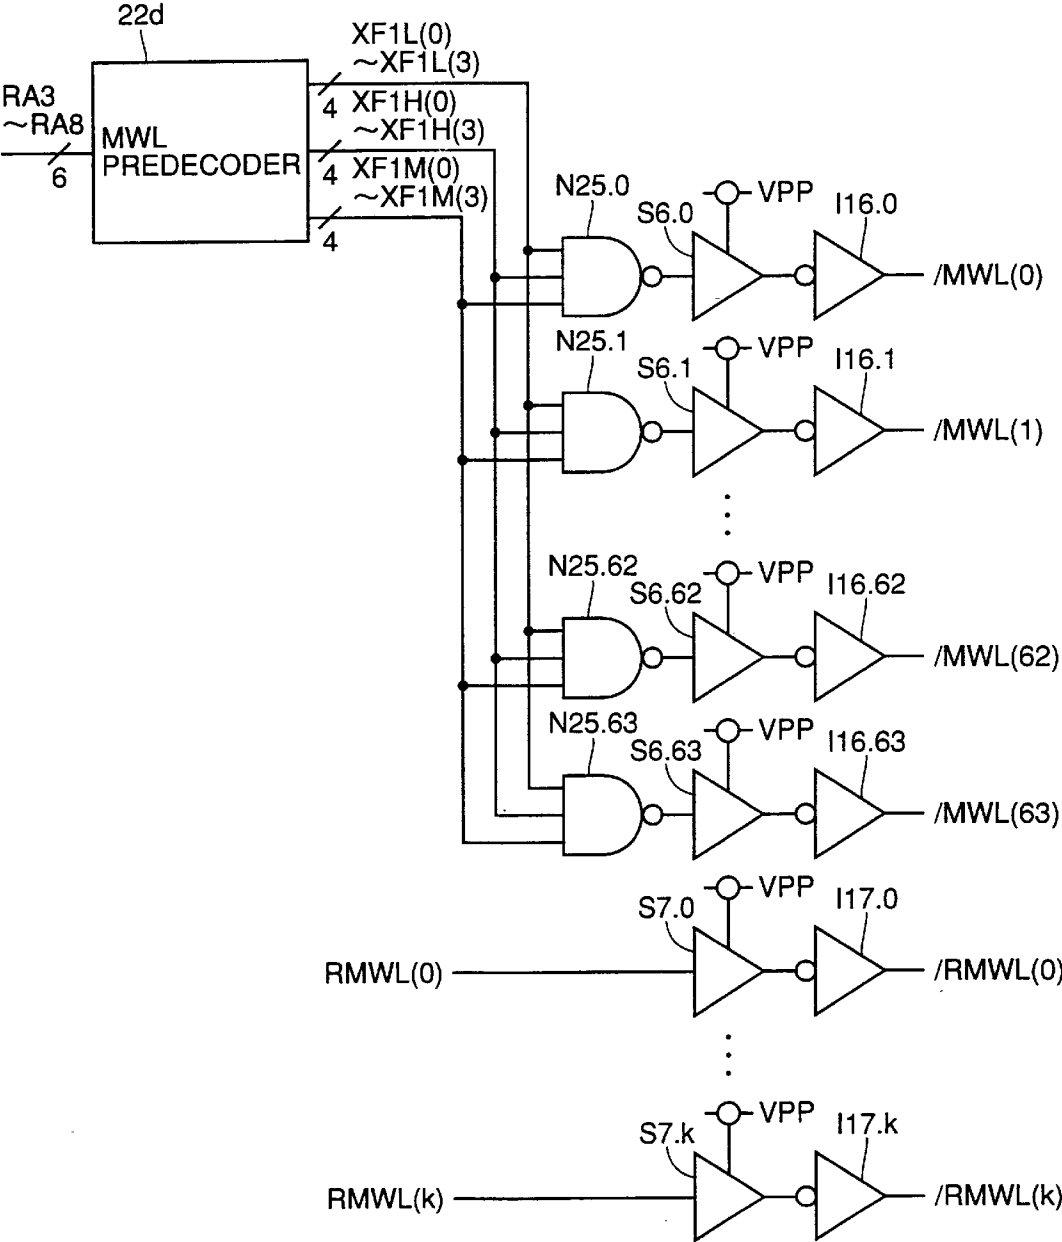 22d
XF1L(0)
~XF1L(3)
4
RA3
~RA8
6
MWL
PREDECODER
XF1H(0)
~XF1H(3)
4
XF1M(0)
~XF1M(3)
4
N25.0
S6.0
VPP
I16.0
/MWL(0)
N25.1
S6.1
VPP
I16.1
/MWL(1)
N25.62
S6.62
VPP
I16.62
/MWL(62)
N25.63
S6.63
VPP
I16.63
/MWL(63)
S7.0
VPP
I17.0
RMWL(0)
/RMWL(0)
S7.k
VPP
I17.k
RMWL(k)
/RMWL(k)